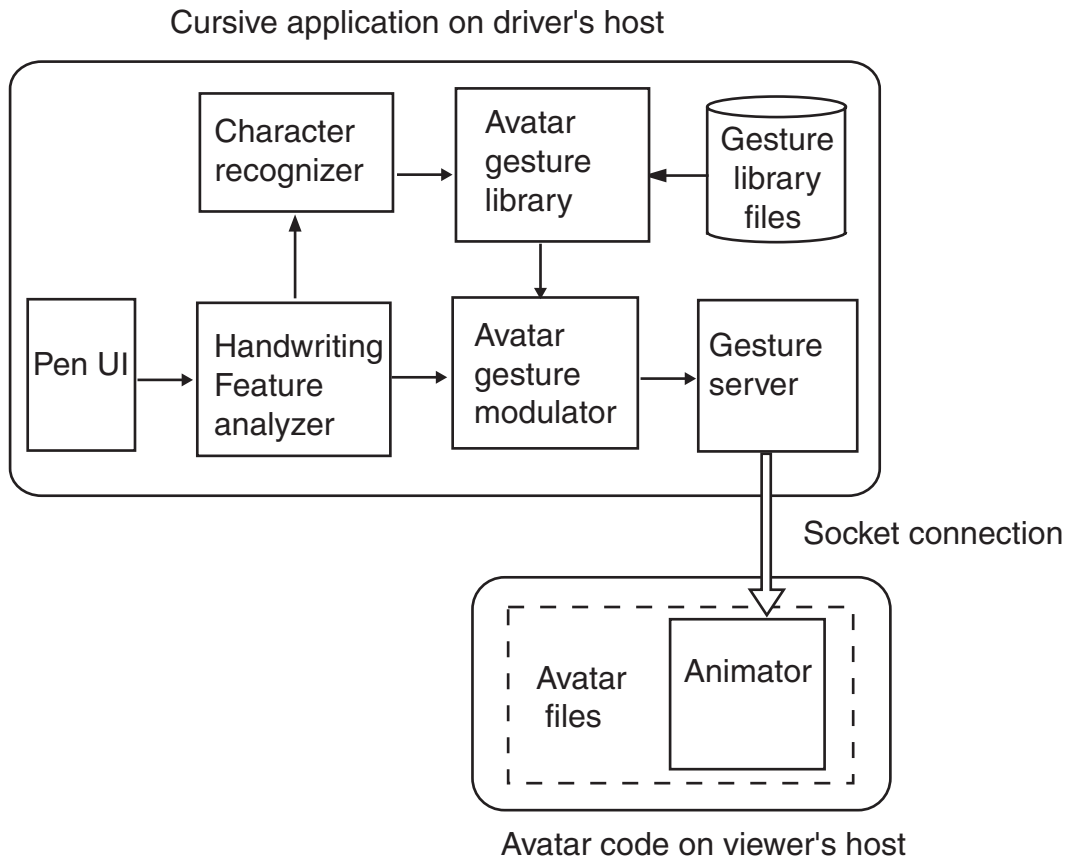 Cursive application on driver's host
Character
recognizer
Avatar
gesture
library
Gesture
library
files
Pen UI
Handwriting
Feature
analyzer
Avatar
gesture
modulator
Gesture
server
Socket connection
Avatar
files
Animator
Avatar code on viewer's host